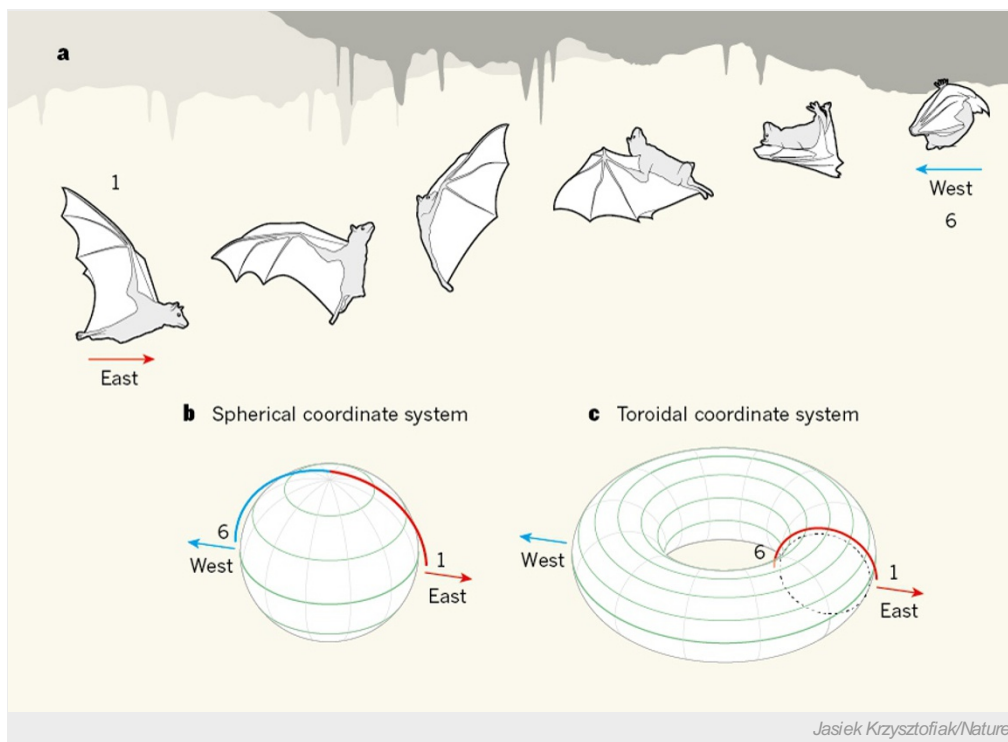 a
1
West
6
East
b Spherical coordinate system
c Toroidal coordinate system
6
West
1
East
West
6
1
East
Jasiek Krzysztofiak/Nature